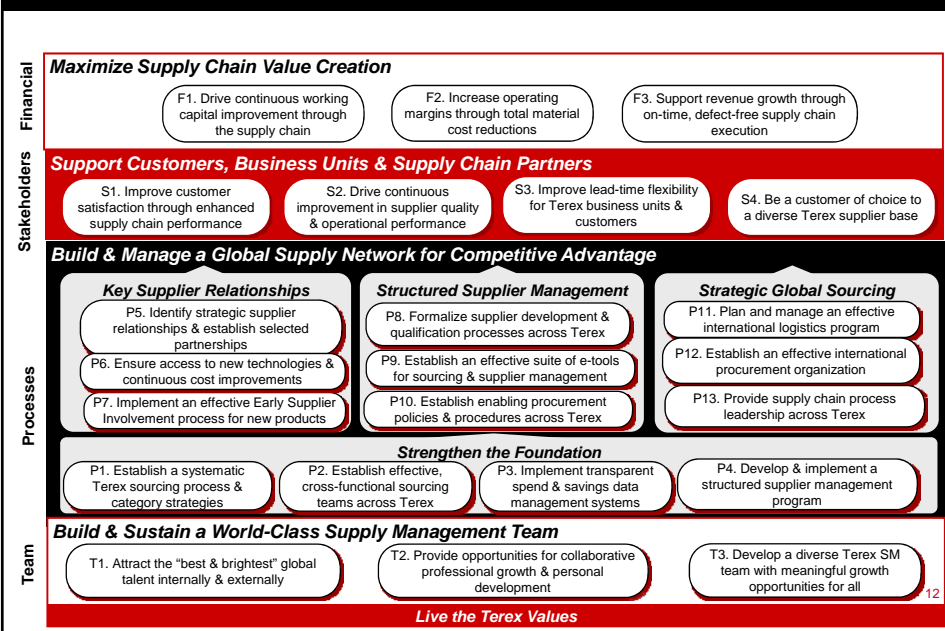 Financial
Maximize Supply Chain Value Creation
F1. Drive continuous working
capital improvement through
the supply chain
F2. Increase operating
margins through total material
cost reductions
F3. Support revenue growth through
on-time, defect-free supply chain
execution
Stakeholders
Support Customers, Business Units & Supply Chain Partners
S1. Improve customer
satisfaction through enhanced
supply chain performance
S2. Drive continuous
improvement in supplier quality
& operational performance
S3. Improve lead-time flexibility
for Terex business units &
customers
S4. Be a customer of choice to
a diverse Terex supplier base
Processes
Build & Manage a Global Supply Network for Competitive Advantage
Key Supplier Relationships
P5. Identify strategic supplier
relationships & establish selected
partnerships
P6. Ensure access to new technologies &
continuous cost improvements
P7. Implement an effective Early Supplier
Involvement process for new products
Structured Supplier Management
P8. Formalize supplier development &
qualification processes across Terex
P9. Establish an effective suite of e-tools
for sourcing & supplier management
P10. Establish enabling procurement
policies & procedures across Terex
Strategic Global Sourcing
P11. Plan and manage an effective
international logistics program
P12. Establish an effective international
procurement organization
P13. Provide supply chain process
leadership across Terex
Strengthen the Foundation
P1. Establish a systematic
Terex sourcing process &
category strategies
P2. Establish effective,
cross-functional sourcing
teams across Terex
P3. Implement transparent
spend & savings data
management systems
P4. Develop & implement a
structured supplier management
program
Team
Build & Sustain a World-Class Supply Management Team
T1. Attract the “best & brightest” global
talent internally & externally
T2. Provide opportunities for collaborative
professional growth & personal
development
T3. Develop a diverse Terex SM
team with meaningful growth
opportunities for all
12
Live the Terex Values